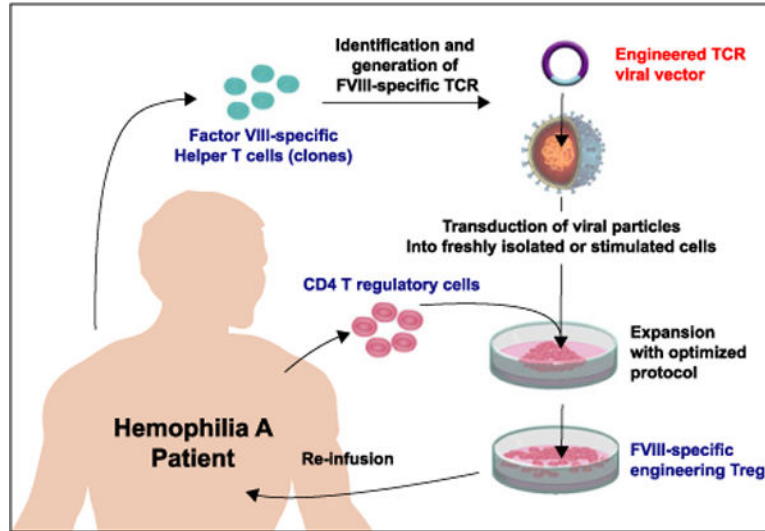 Identification and
generation of
FVIII-specific TCR
Engineered TCR
viral vector
Factor VIII-specific
Helper T cells (clones)
Transduction of viral particles
Into freshly isolated or stimulated cells
CD4 T regulatory cells
Expansion
with optimized
protocol
Hemophilia A
Patient
Re-infusion
FVIII-specific
engineering Treg